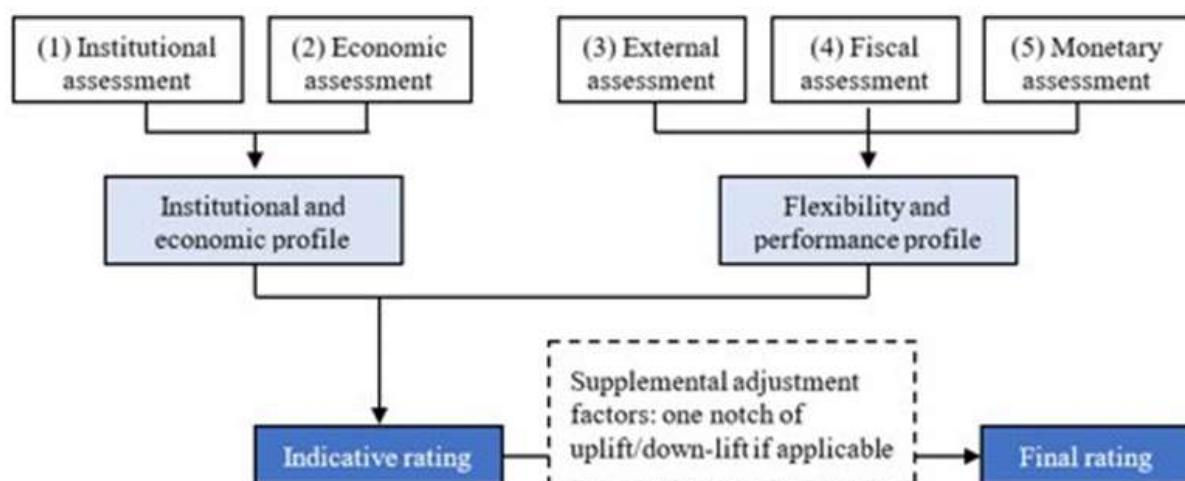 (1) Institutional
assessment
(2) Economic
assessment
(3) External
assessment
(4) Fiscal
assessment
(5) Monetary
assessment
Institutional and
economic profile
Flexibility and
performance profile
Supplemental adjustment
factors: one notch of
uplift/down-lift if applicable
Indicative rating
Final rating